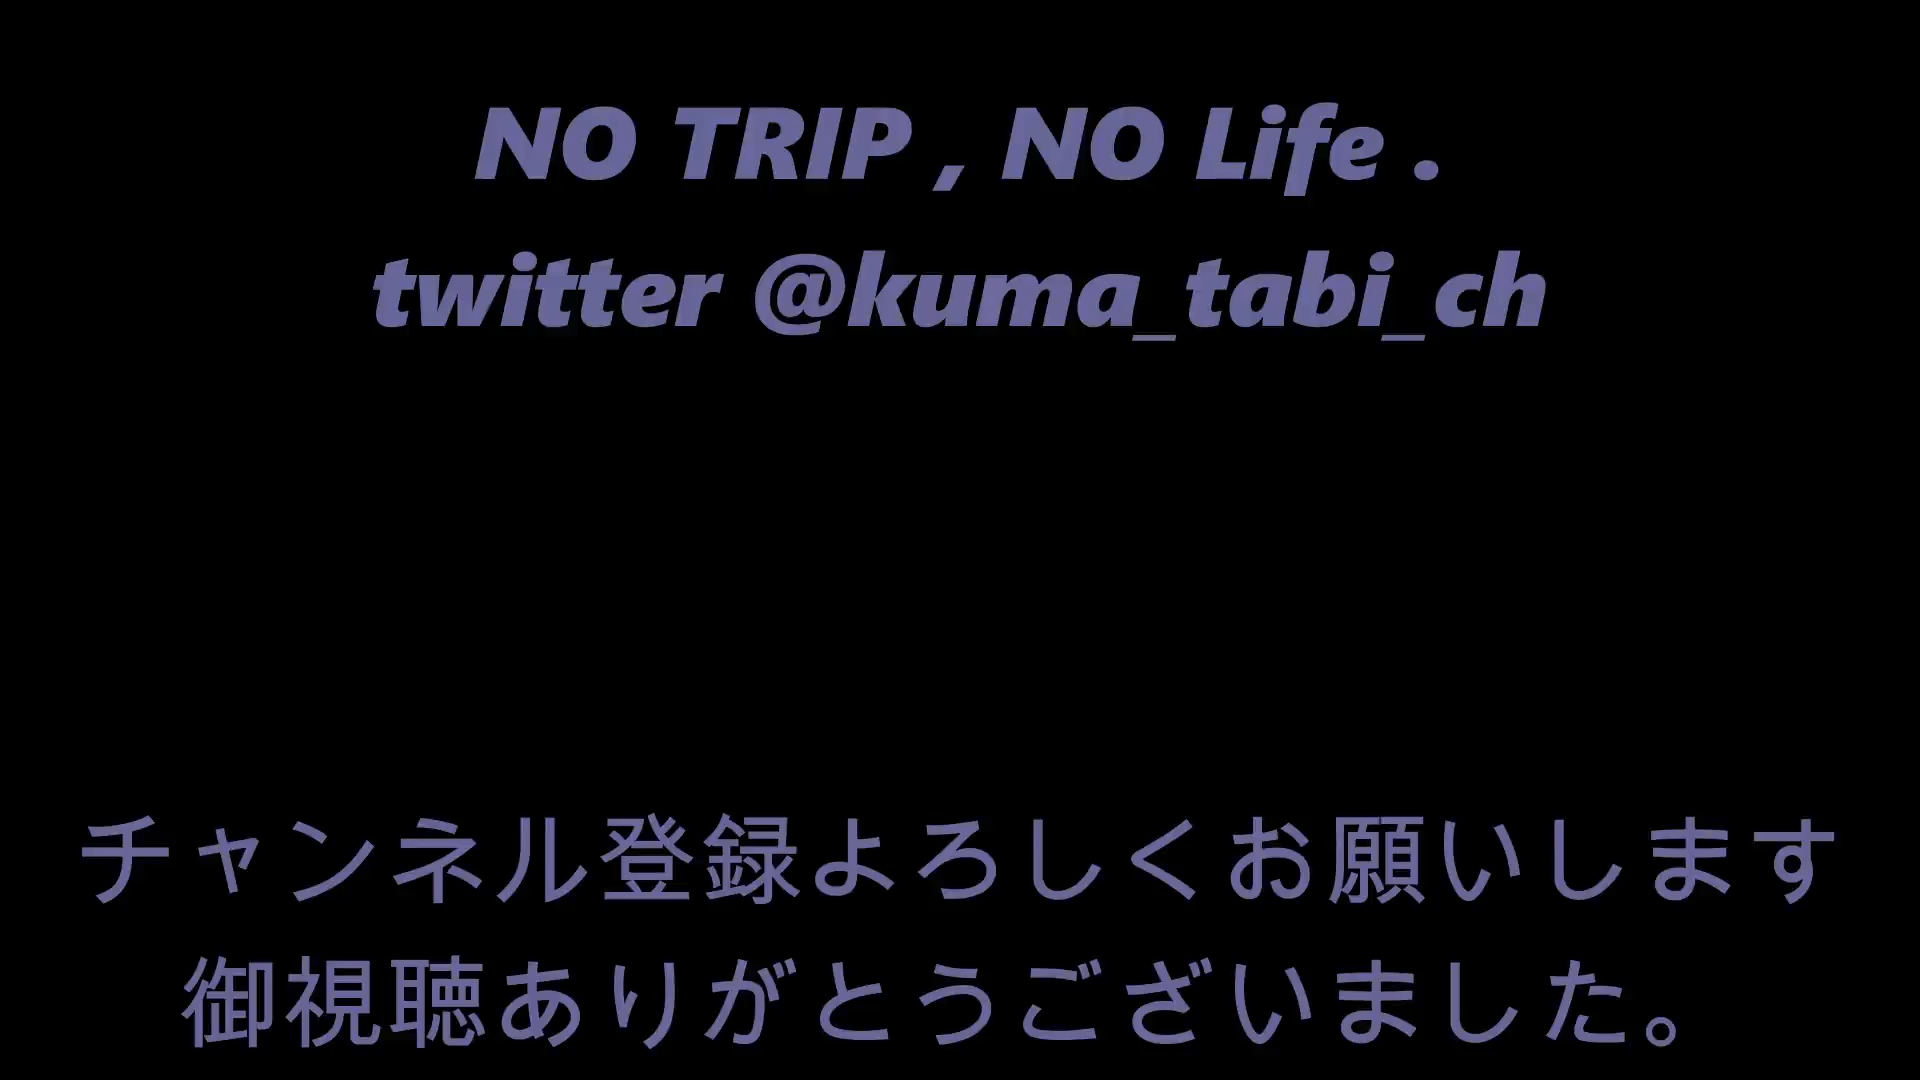 NO TRIP , NO Life .
twitter @kuma_tabi_ch
チャンネル登録よろしくお願いします
御視聴ありがとうございました。